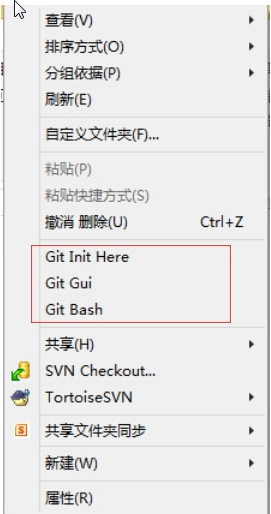 查看(V)
排序方式(O)
分组依据(P)
刷新(E)
自定义文件夹(F)...
粘贴(P)
粘贴快捷方式(S)
撤消 删除(U) Ctrl+Z
Git Init Here
Git Gui
Git Bash
共享(H)
SVN Checkout...
TortoiseSVN
共享文件夹同步
新建(W)
属性(R)